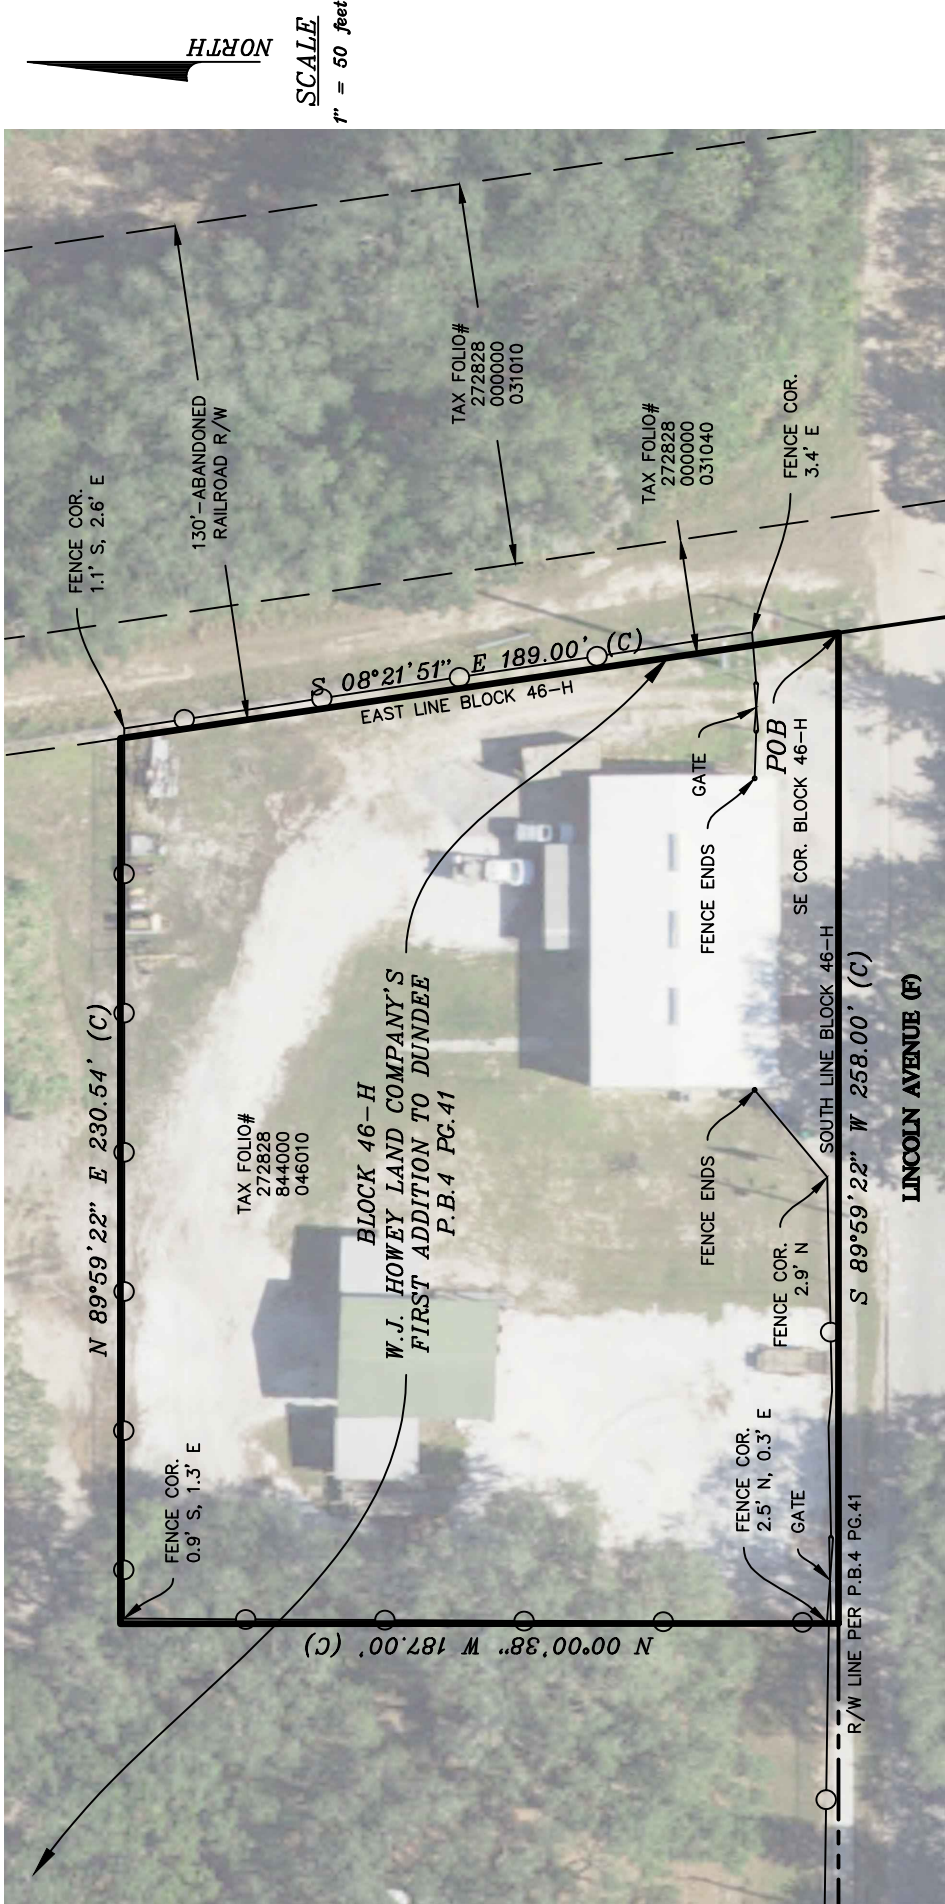 NORTH
SCALE
1" = 50 feet
FENCE COR.
1.1' S, 2.6' E
130'-ABANDONED
RAILROAD R/W
TAX FOLIO#
272828
000000
031010
TAX FOLIO#
272828
000000
031040
FENCE COR.
3.4' E
S 08°21'51" E 189.00' (C)
EAST LINE BLOCK 46-H
GATE
POB
SE COR. BLOCK 46-H
FENCE ENDS
N 89°59'22" E 230.54' (C)
TAX FOLIO#
272828
844000
046010
BLOCK 46-H
W.J. HOWEY LAND COMPANY'S
FIRST ADDITION TO DUNDEE
P.B.4 PG.41
SOUTH LINE BLOCK 46-H
S 89°59'22" W 258.00' (C)
LINCOLN AVENUE (F)
FENCE ENDS
FENCE COR.
2.9' N
FENCE COR.
0.9' S, 1.3' E
FENCE COR.
2.5' N, 0.3' E
GATE
N 00°00'38" W 187.00' (C)
R/W LINE PER P.B.4 PG.41